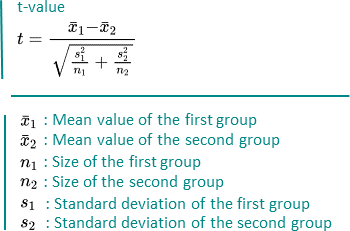 t-value
t = (x̄₁ − x̄₂) / √(s₁²/n₁ + s₂²/n₂)
x̄₁ : Mean value of the first group
x̄₂ : Mean value of the second group
n₁ : Size of the first group
n₂ : Size of the second group
s₁ : Standard deviation of the first group
s₂ : Standard deviation of the second group